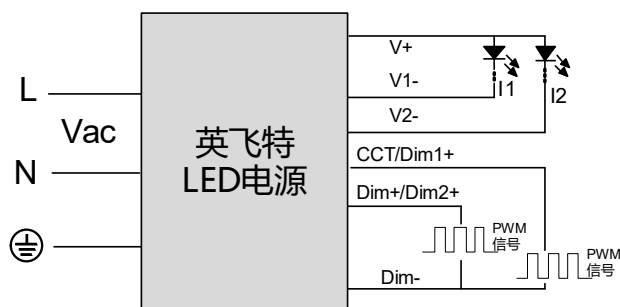 L
Vac
N
英飞特
LED电源
V+
V1-
V2-
I1
I2
CCT/Dim1+
Dim+/Dim2+
PWM
信号
PWM
信号
Dim-